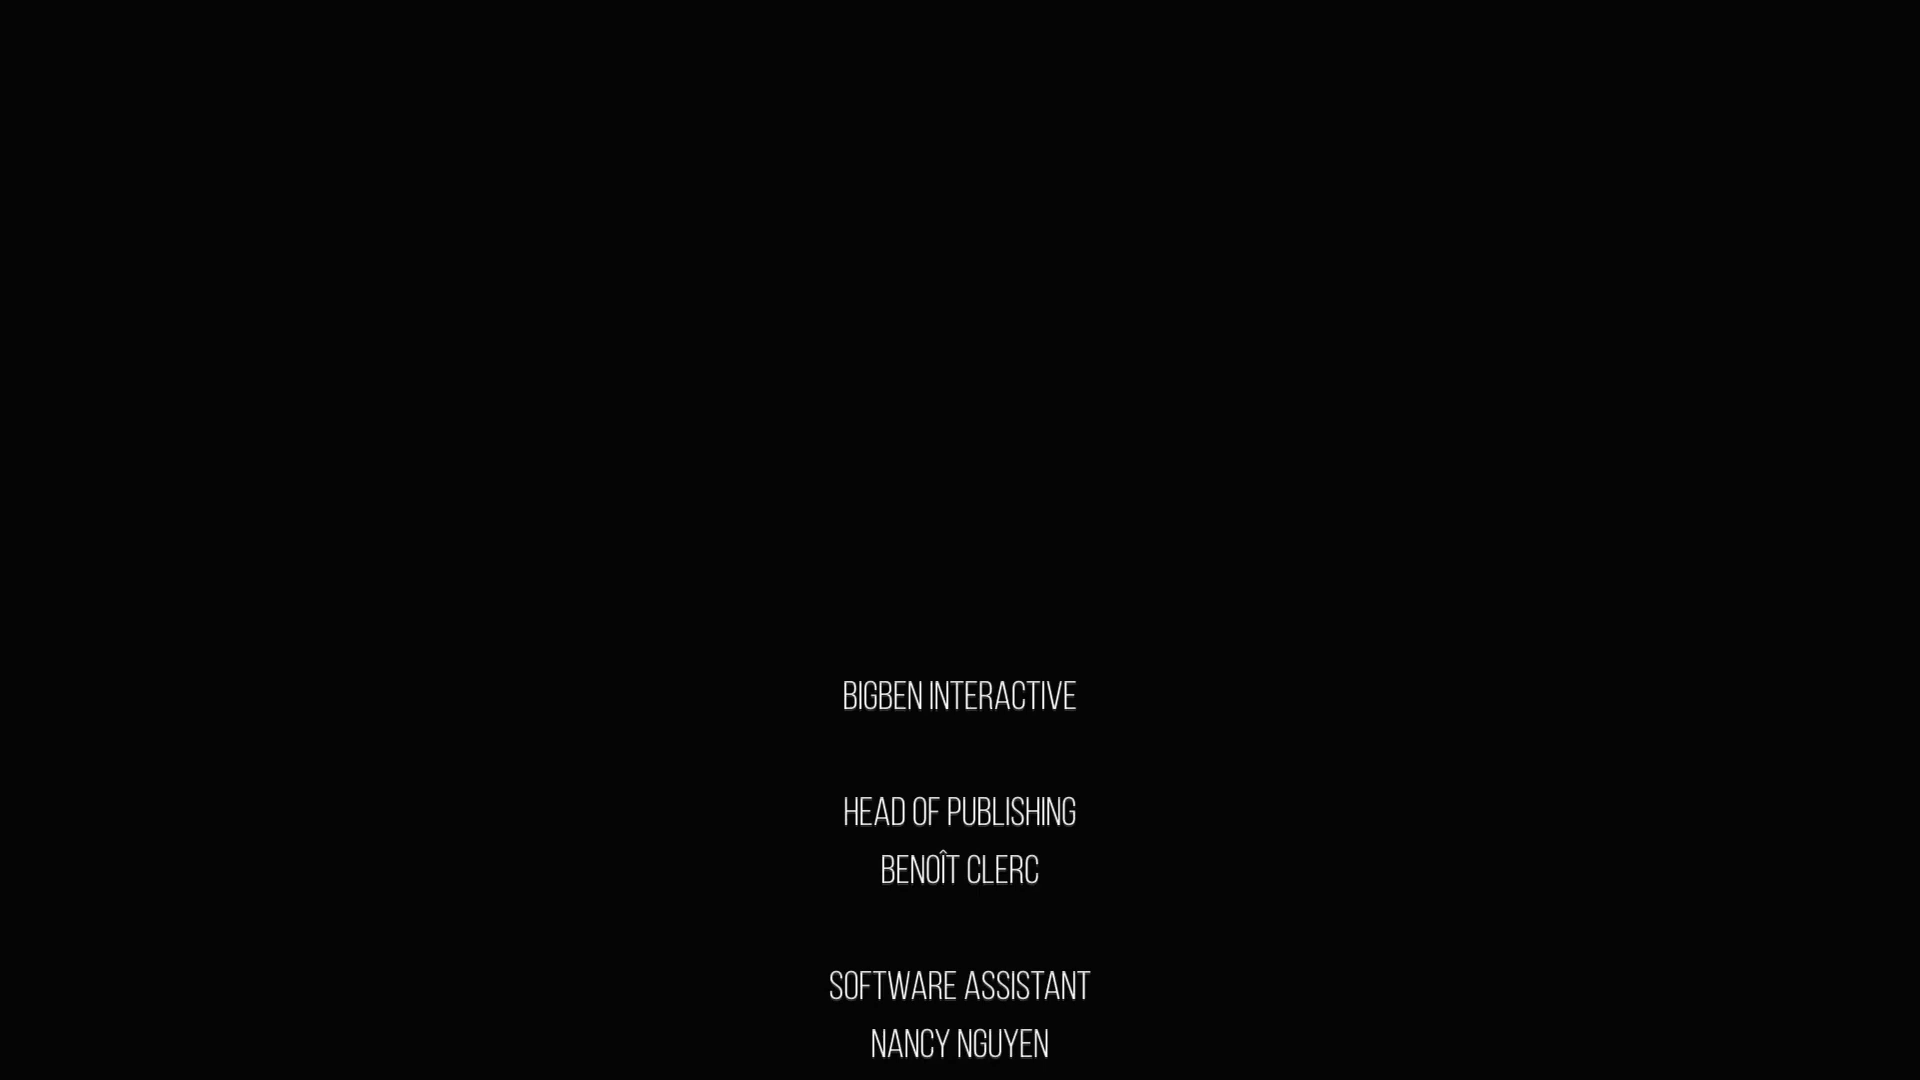 BIGBEN INTERACTIVE
HEAD OF PUBLISHING
BENOÎT CLERC
SOFTWARE ASSISTANT
NANCY NGUYEN